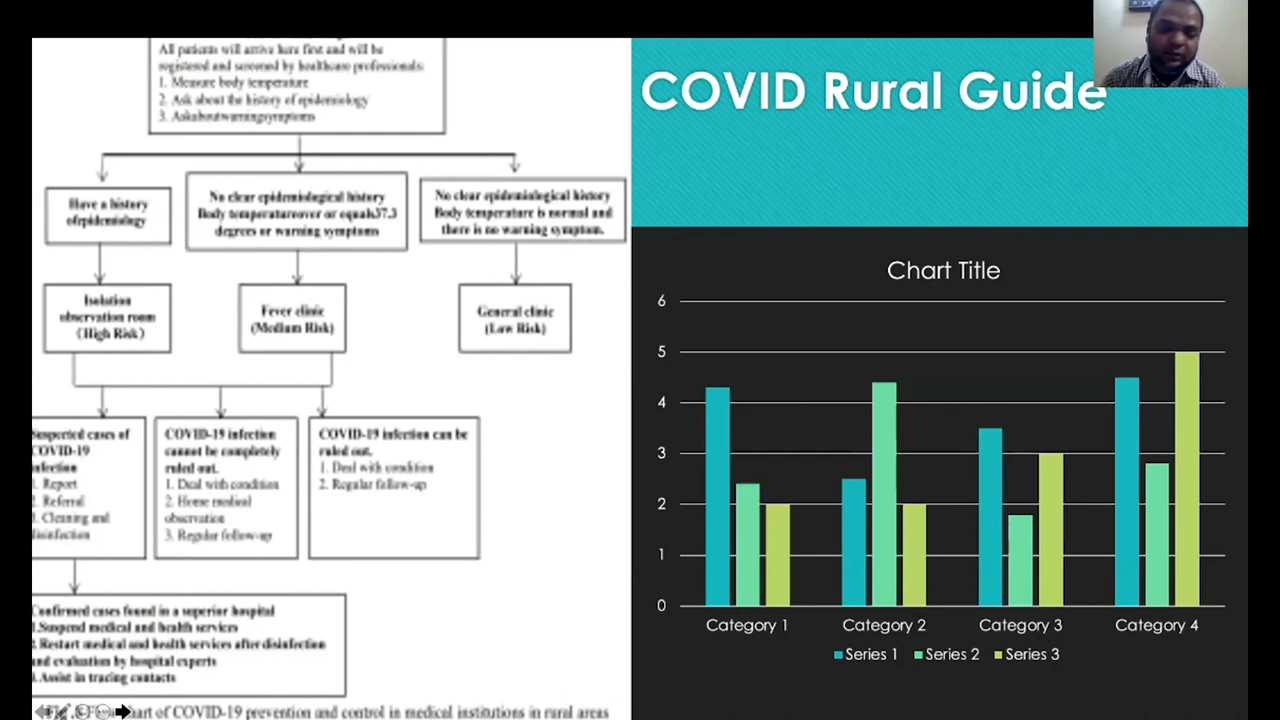 All patients will arrive here first and will be
registered and screened by healthcare professionals:
1. Measure body temperature
2. Ask about the history of epidemiology
3. Askaboutwarningsymptoms
Have a history
ofepidemiology
No clear epidemiological history
Body temperatureover or equals37.3
degrees or warning symptoms
No clear epidemiological history
Body temperature is normal and
there is no warning symptom.
Isolation
observation room
(High Risk)
Fever clinic
(Medium Risk)
General clinic
(Low Risk)
Suspected cases of
COVID-19
infection
1. Report
2. Referral
3. Cleaning and
disinfection
COVID-19 infection
cannot be completely
ruled out.
1. Deal with condition
2. Home medical
observation
3. Regular follow-up
COVID-19 infection can be
ruled out.
1. Deal with condition
2. Regular follow-up
Confirmed cases found in a superior hospital
1.Suspend medical and health services
2. Restart medical and health services after disinfection
and evaluation by hospital experts
3. Assist in tracing contacts
chart of COVID-19 prevention and control in medical institutions in rural areas
COVID Rural Guide
Chart Title
6
5
4
3
2
1
0
Category 1 Category 2 Category 3 Category 4
Series 1 Series 2 Series 3